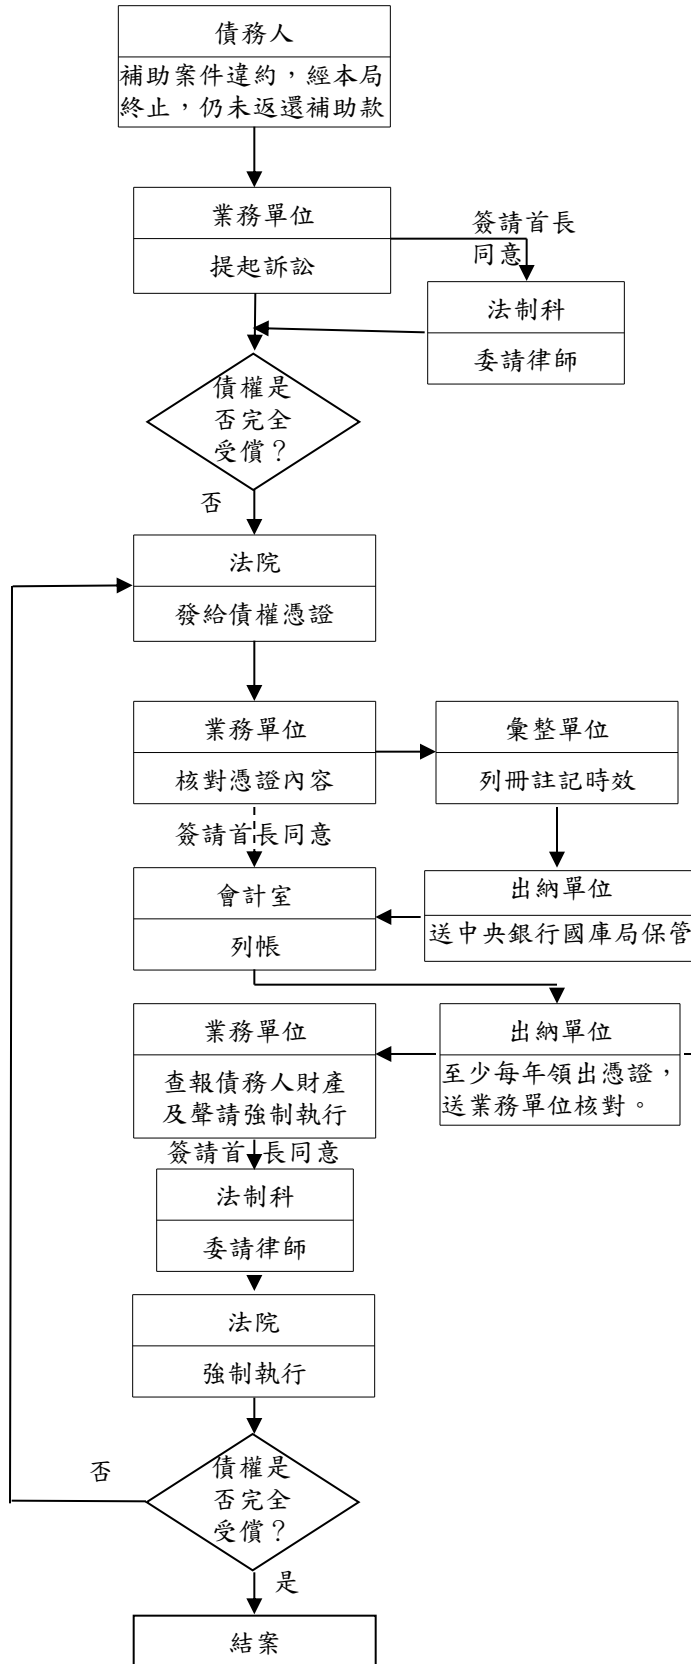 債務人
補助案件違約，經本局
終止，仍未返還補助款
業務單位
提起訴訟
簽請首長
同意
法制科
委請律師
債權是
否完全
受償？
否
法院
發給債權憑證
業務單位
核對憑證內容
彙整單位
列冊註記時效
簽請首長同意
會計室
列帳
出納單位
送中央銀行國庫局保管
業務單位
查報債務人財產
及聲請強制執行
出納單位
至少每年領出憑證，
送業務單位核對。
簽請首長同意
法制科
委請律師
法院
強制執行
債權是
否完全
受償？
否
是
結案